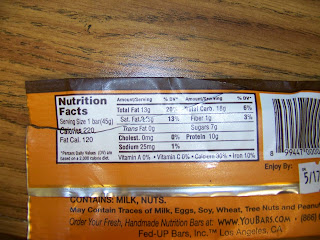 Nutrition
Facts
Serving Size 1 bar(45g)
Calories 220
Fat Cal. 120
*Percent Daily Values (DV) are
based on a 2,000 calorie diet.
Amount/Serving % DV* Amount/Serving % DV*
Total Fat 13g 20% Total Carb. 18g 6%
Sat. Fat 13% Fiber 1g 3%
Trans Fat 0g Sugars 7g
Cholest. 0mg 0% Protein 10g
Sodium 25mg 1%
Vitamin A 0% • Vitamin C 0% • Calcium 30% • Iron 10%
Enjoy By:
5/17
CONTAINS: MILK, NUTS.
May Contain Traces of Milk, Eggs, Soy, Wheat, Tree Nuts and Peanut
Order Your Fresh, Handmade Nutrition Bars at: www.YouBars.com • (866)
Fed-UP Bars, Inc.™ Los Angeles, CA